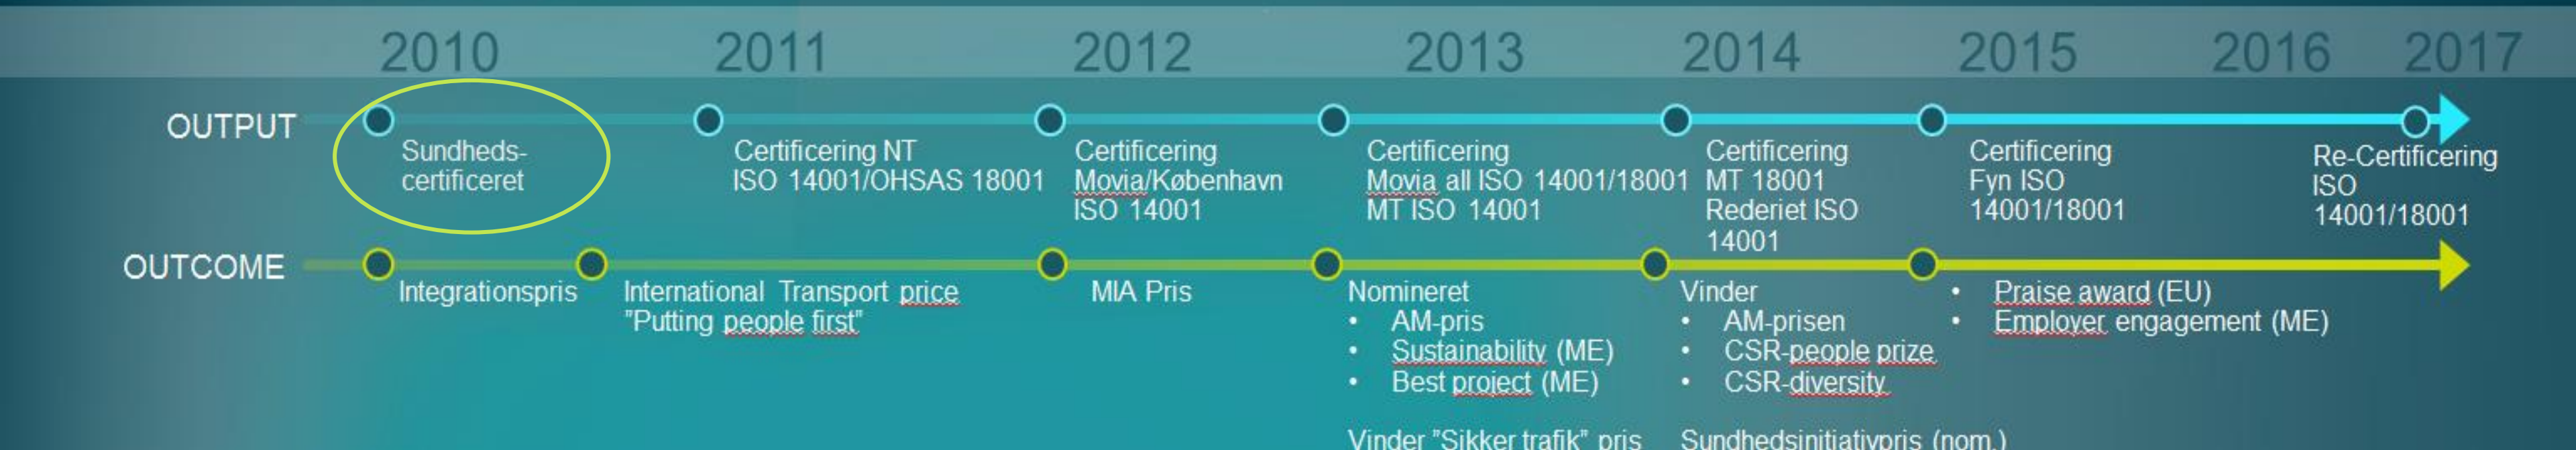 2010 2011 2012 2013 2014 2015 2016 2017
OUTPUT
Sundheds-
certificeret
Certificering NT
ISO 14001/OHSAS 18001
Certificering
Movia/København
ISO 14001
Certificering
Movia all ISO 14001/18001
MT ISO 14001
Certificering
MT 18001
Rederiet ISO
14001
Certificering
Fyn ISO
14001/18001
Re-Certificering
ISO
14001/18001
OUTCOME
Integrationspris
International Transport price
"Putting people first"
MIA Pris
Nomineret
• AM-pris
• Sustainability (ME)
• Best project (ME)
Vinder "Sikker trafik" pris
Vinder
• AM-prisen
• CSR-people prize
• CSR-diversity
Sundhedsinitiativpris (nom.)
• Praise award (EU)
• Employer engagement (ME)